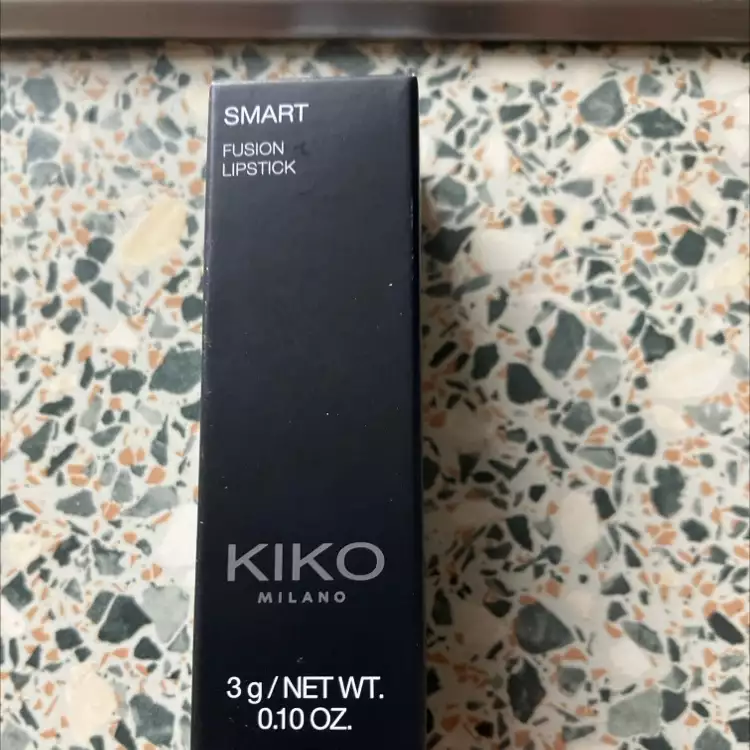 SMART
FUSION
LIPSTICK
KIKO
MILANO
3 g / NET WT.
0.10 OZ.